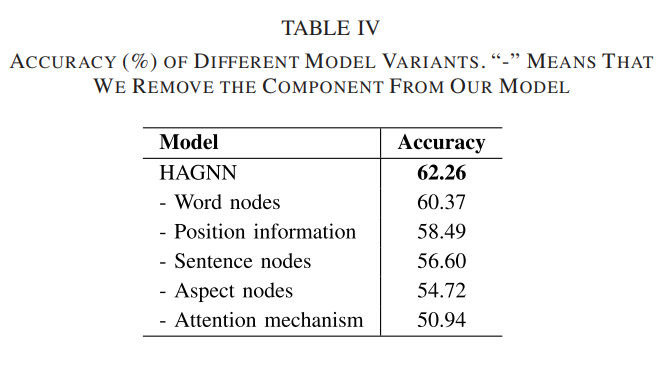 TABLE IV
ACCURACY (%) OF DIFFERENT MODEL VARIANTS. “-” MEANS THAT
WE REMOVE THE COMPONENT FROM OUR MODEL
Model Accuracy
HAGNN 62.26
- Word nodes 60.37
- Position information 58.49
- Sentence nodes 56.60
- Aspect nodes 54.72
- Attention mechanism 50.94